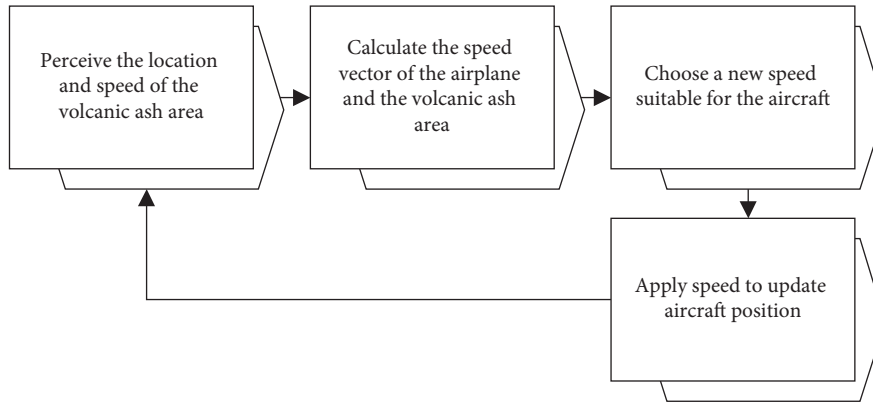 Perceive the location
and speed of the
volcanic ash area
Calculate the speed
vector of the airplane
and the volcanic ash
area
Choose a new speed
suitable for the aircraft
Apply speed to update
aircraft position